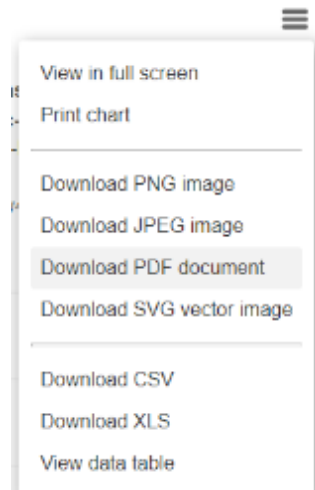 View in full screen
Print chart
Download PNG image
Download JPEG image
Download PDF document
Download SVG vector image
Download CSV
Download XLS
View data table